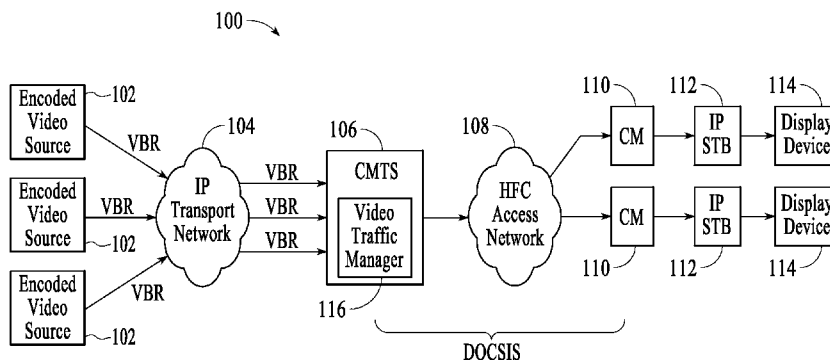 100
102
Encoded
Video
Source
VBR
104
IP
Transport
Network
Encoded
Video
Source
VBR
102
Encoded
Video
Source
VBR
102
VBR
VBR
VBR
106
CMTS
Video
Traffic
Manager
116
108
HFC
Access
Network
110
CM
112
IP
STB
114
Display
Device
CM
110
IP
STB
112
Display
Device
114
DOCSIS